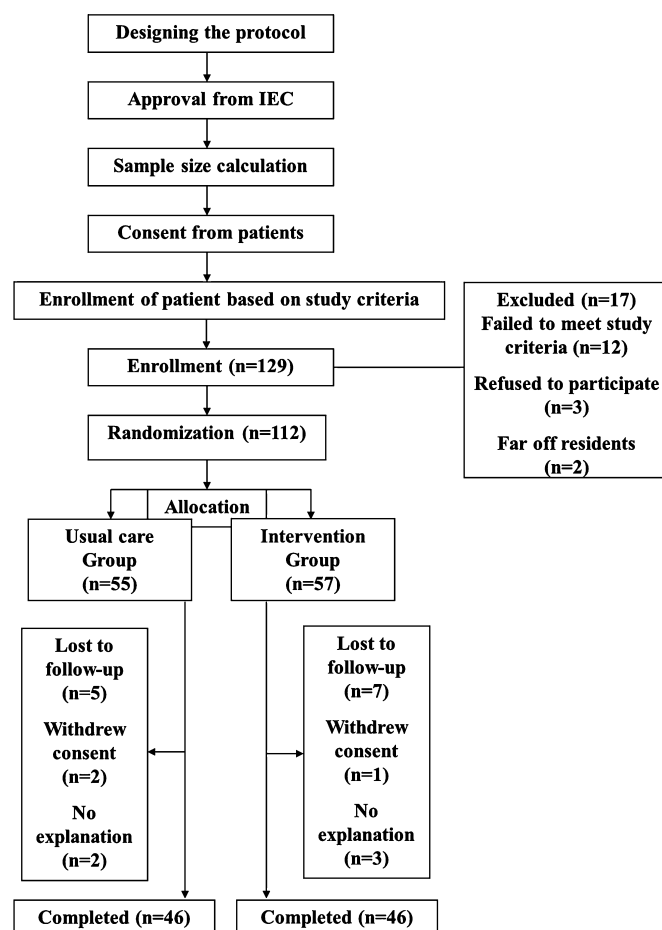 Designing the protocol
Approval from IEC
Sample size calculation
Consent from patients
Enrollment of patient based on study criteria
Enrollment (n=129)
Excluded (n=17)
Failed to meet study
criteria (n=12)
Refused to participate
(n=3)
Far off residents
(n=2)
Randomization (n=112)
Allocation
Usual care
Group
(n=55)
Intervention
Group
(n=57)
Lost to
follow-up
(n=5)
Withdrew
consent
(n=2)
No
explanation
(n=2)
Lost to
follow-up
(n=7)
Withdrew
consent
(n=1)
No
explanation
(n=3)
Completed (n=46)
Completed (n=46)